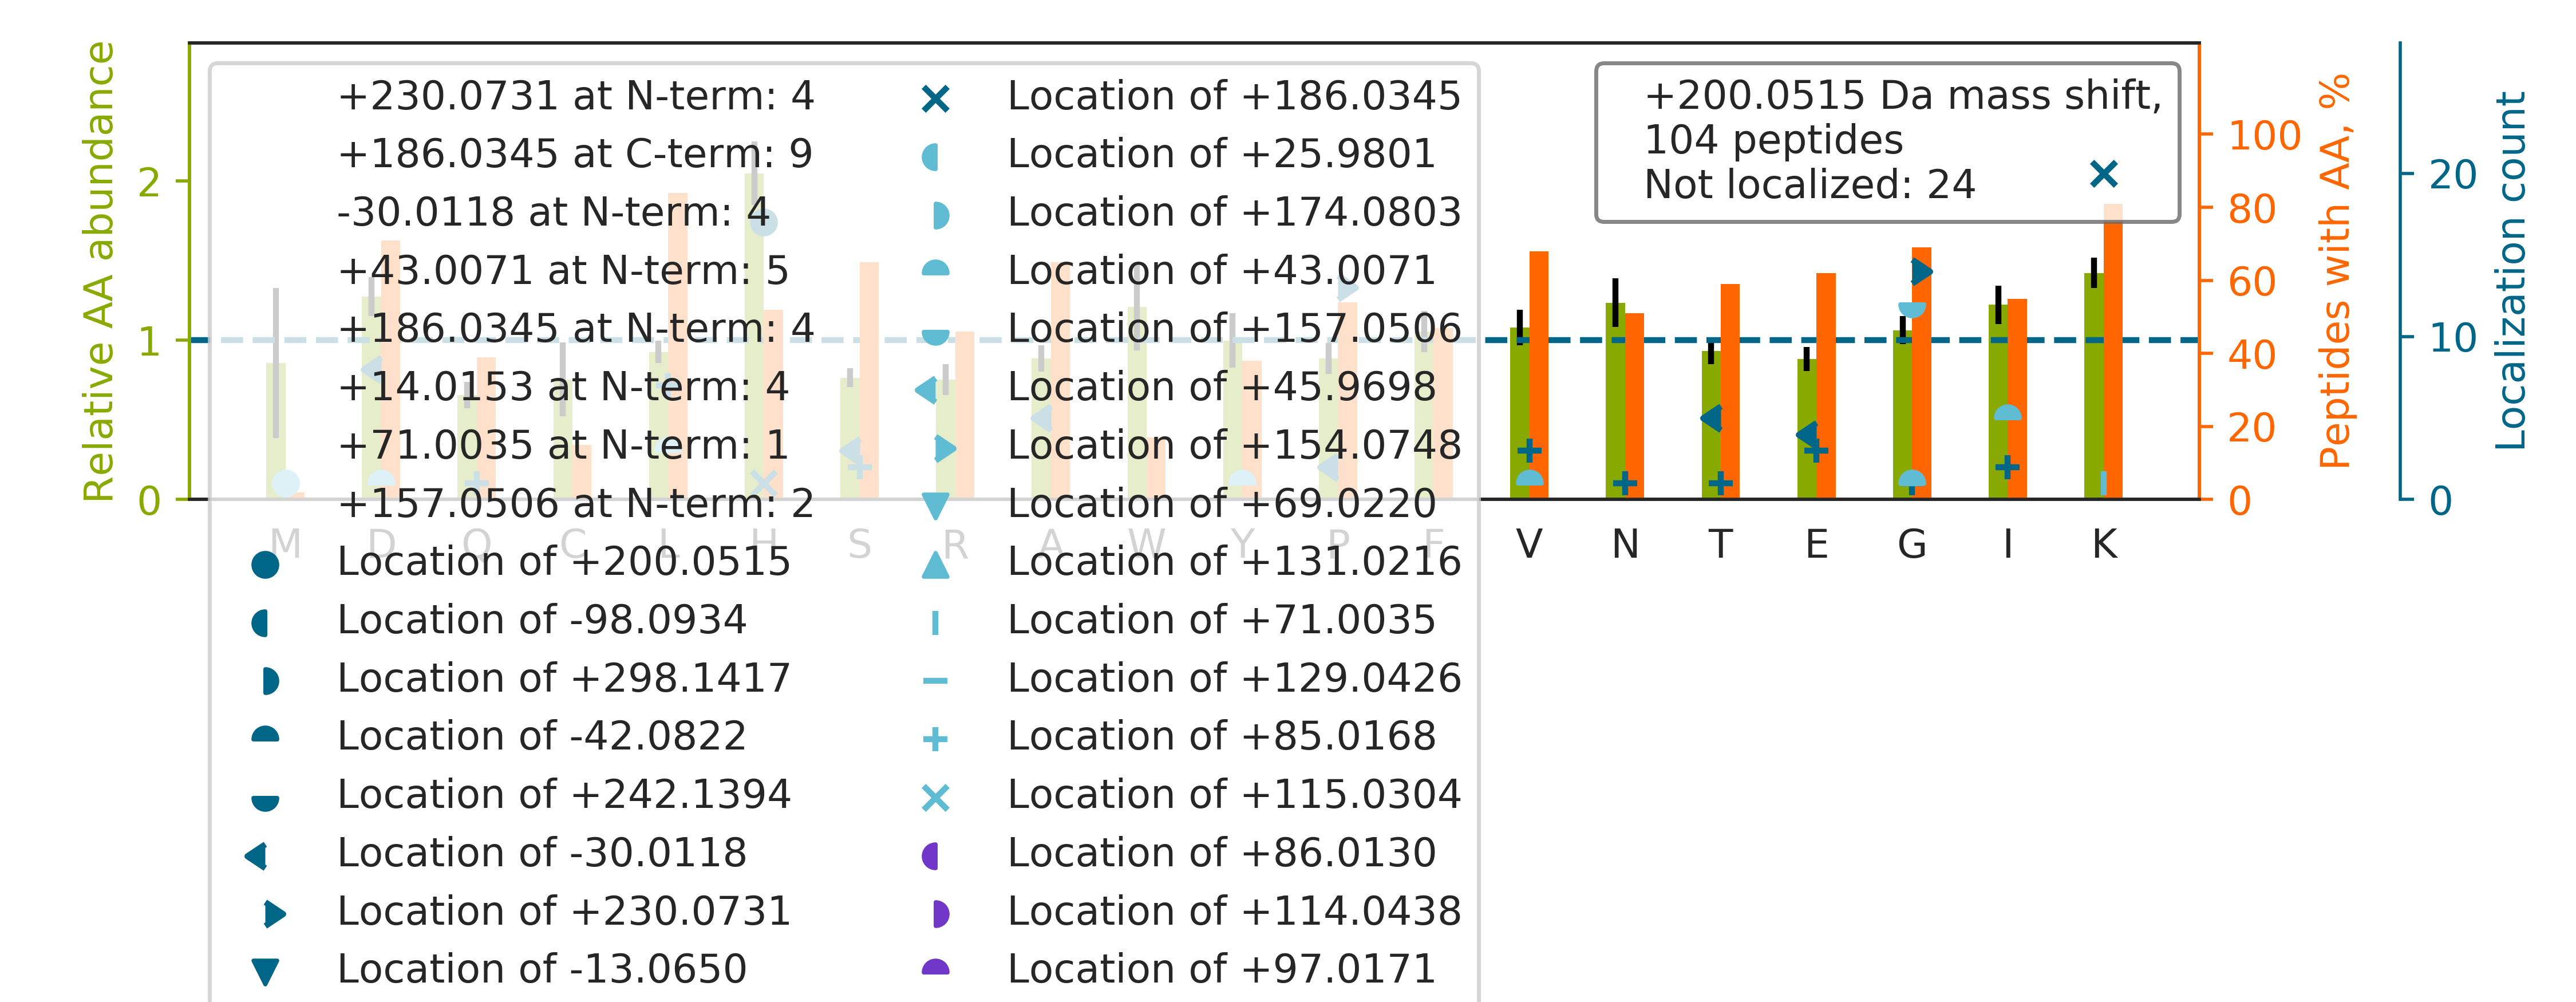 Relative AA abundance
2
1
0
+230.0731 at N-term: 4
+186.0345 at C-term: 9
-30.0118 at N-term: 4
+43.0071 at N-term: 5
+186.0345 at N-term: 4
+14.0153 at N-term: 4
+71.0035 at N-term: 1
+157.0506 at N-term: 2
Location of +200.0515
Location of -98.0934
Location of +298.1417
Location of -42.0822
Location of +242.1394
Location of -30.0118
Location of +230.0731
Location of -13.0650
Location of +186.0345
Location of +25.9801
Location of +174.0803
Location of +43.0071
Location of +157.0506
Location of +45.9698
Location of +154.0748
Location of +69.0220
Location of +131.0216
Location of +71.0035
Location of +129.0426
Location of +85.0168
Location of +115.0304
Location of +86.0130
Location of +114.0438
Location of +97.0171
+200.0515 Da mass shift,
104 peptides
Not localized: 24
M D Q C L H S R A W Y P F V N T E G I K
100
80
60
40
20
0
Peptides with AA, %
20
10
0
Localization count